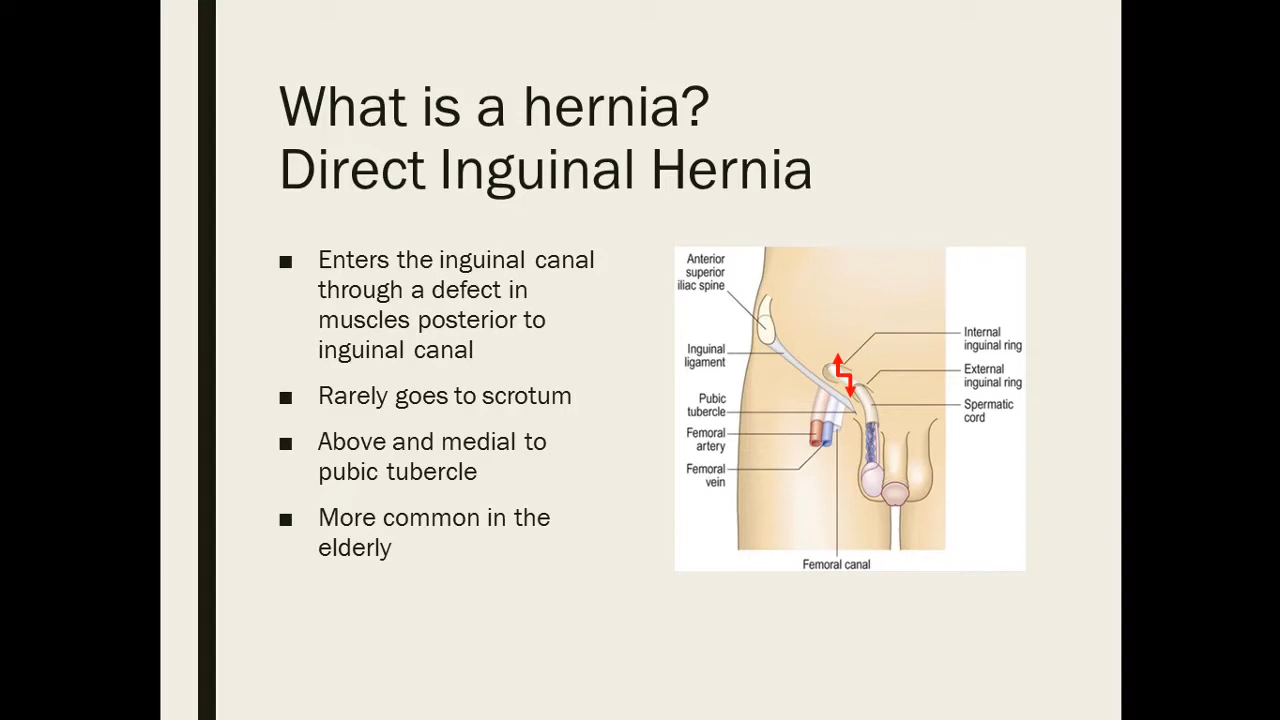 What is a hernia?
Direct Inguinal Hernia
■ Enters the inguinal canal
through a defect in
muscles posterior to
inguinal canal
■ Rarely goes to scrotum
■ Above and medial to
pubic tubercle
■ More common in the
elderly
Anterior
superior
iliac spine
Inguinal
ligament
Pubic
tubercle
Femoral
artery
Femoral
vein
Internal
inguinal ring
External
inguinal ring
Spermatic
cord
Femoral canal